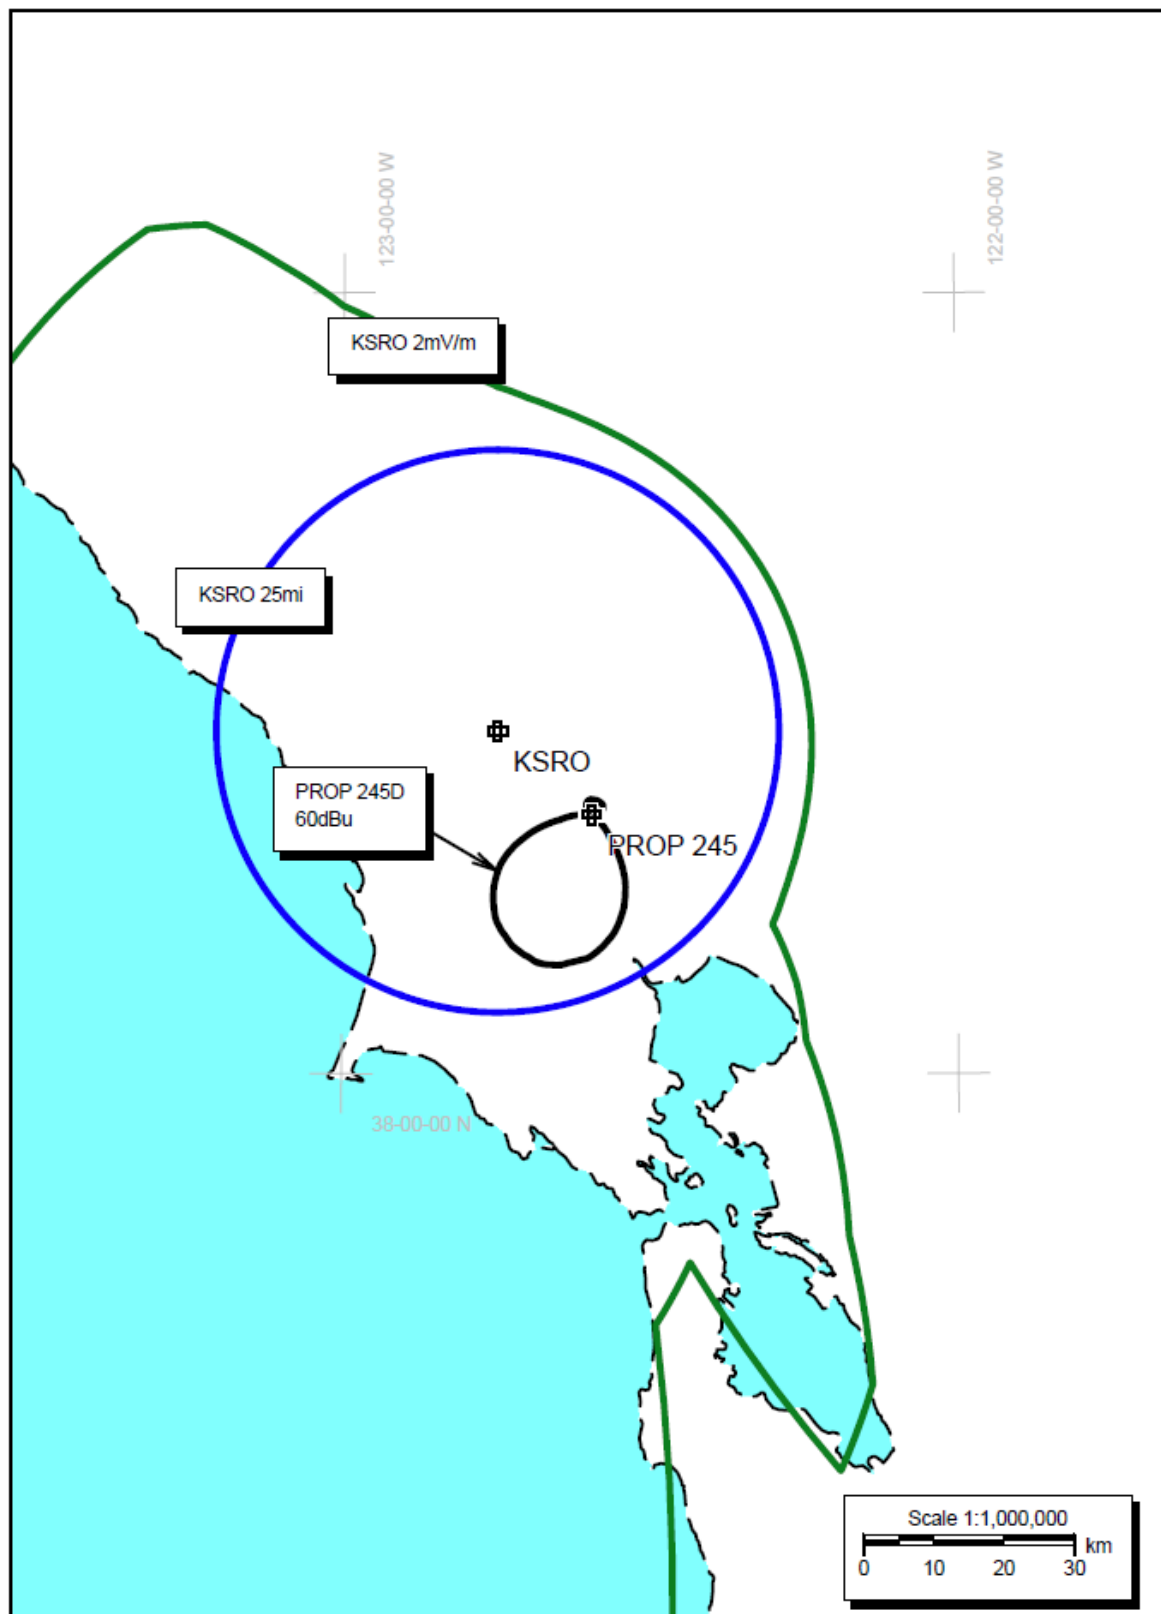 123-00-00 W
122-00-00 W
KSRO 2mV/m
KSRO 25mi
KSRO
PROP 245D
60dBu
PROP 245
38-00-00 N
Scale 1:1,000,000
km
0 10 20 30